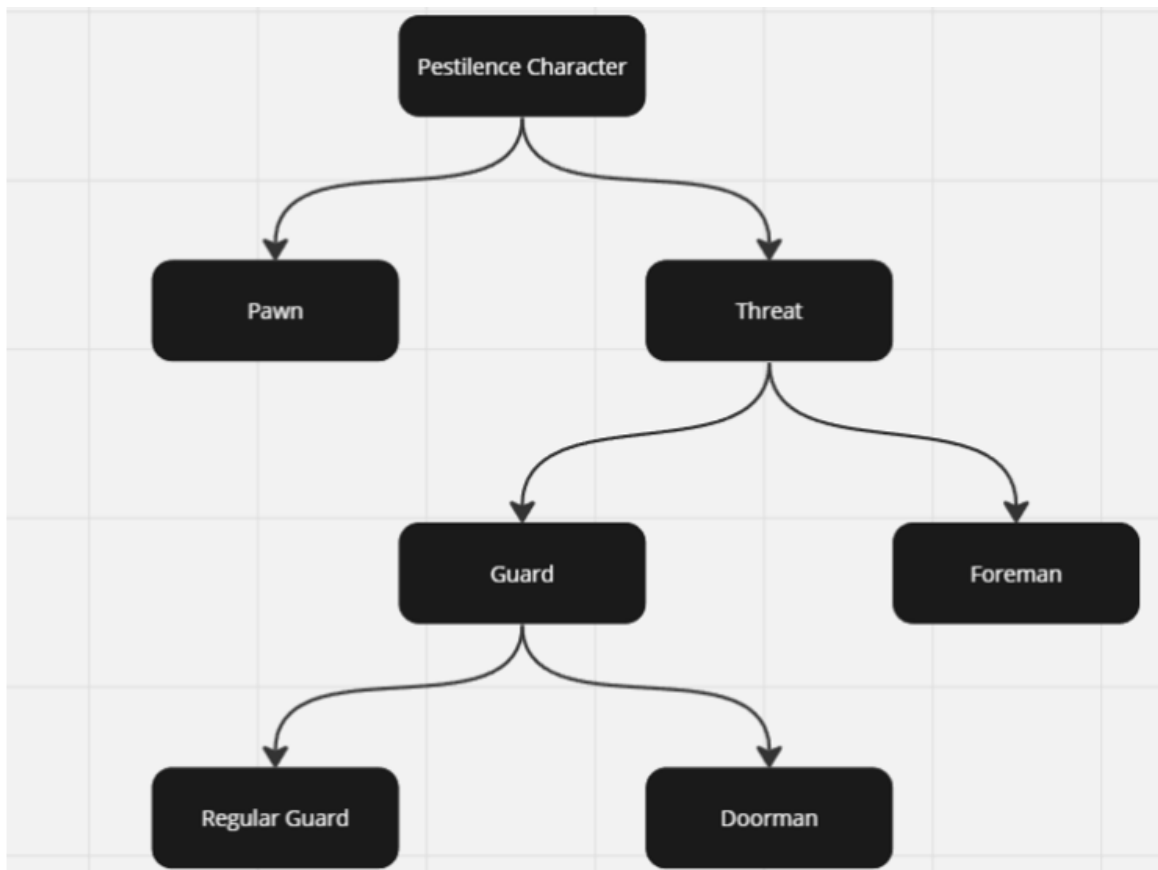 Pestilence Character
Pawn
Threat
Guard
Foreman
Regular Guard
Doorman